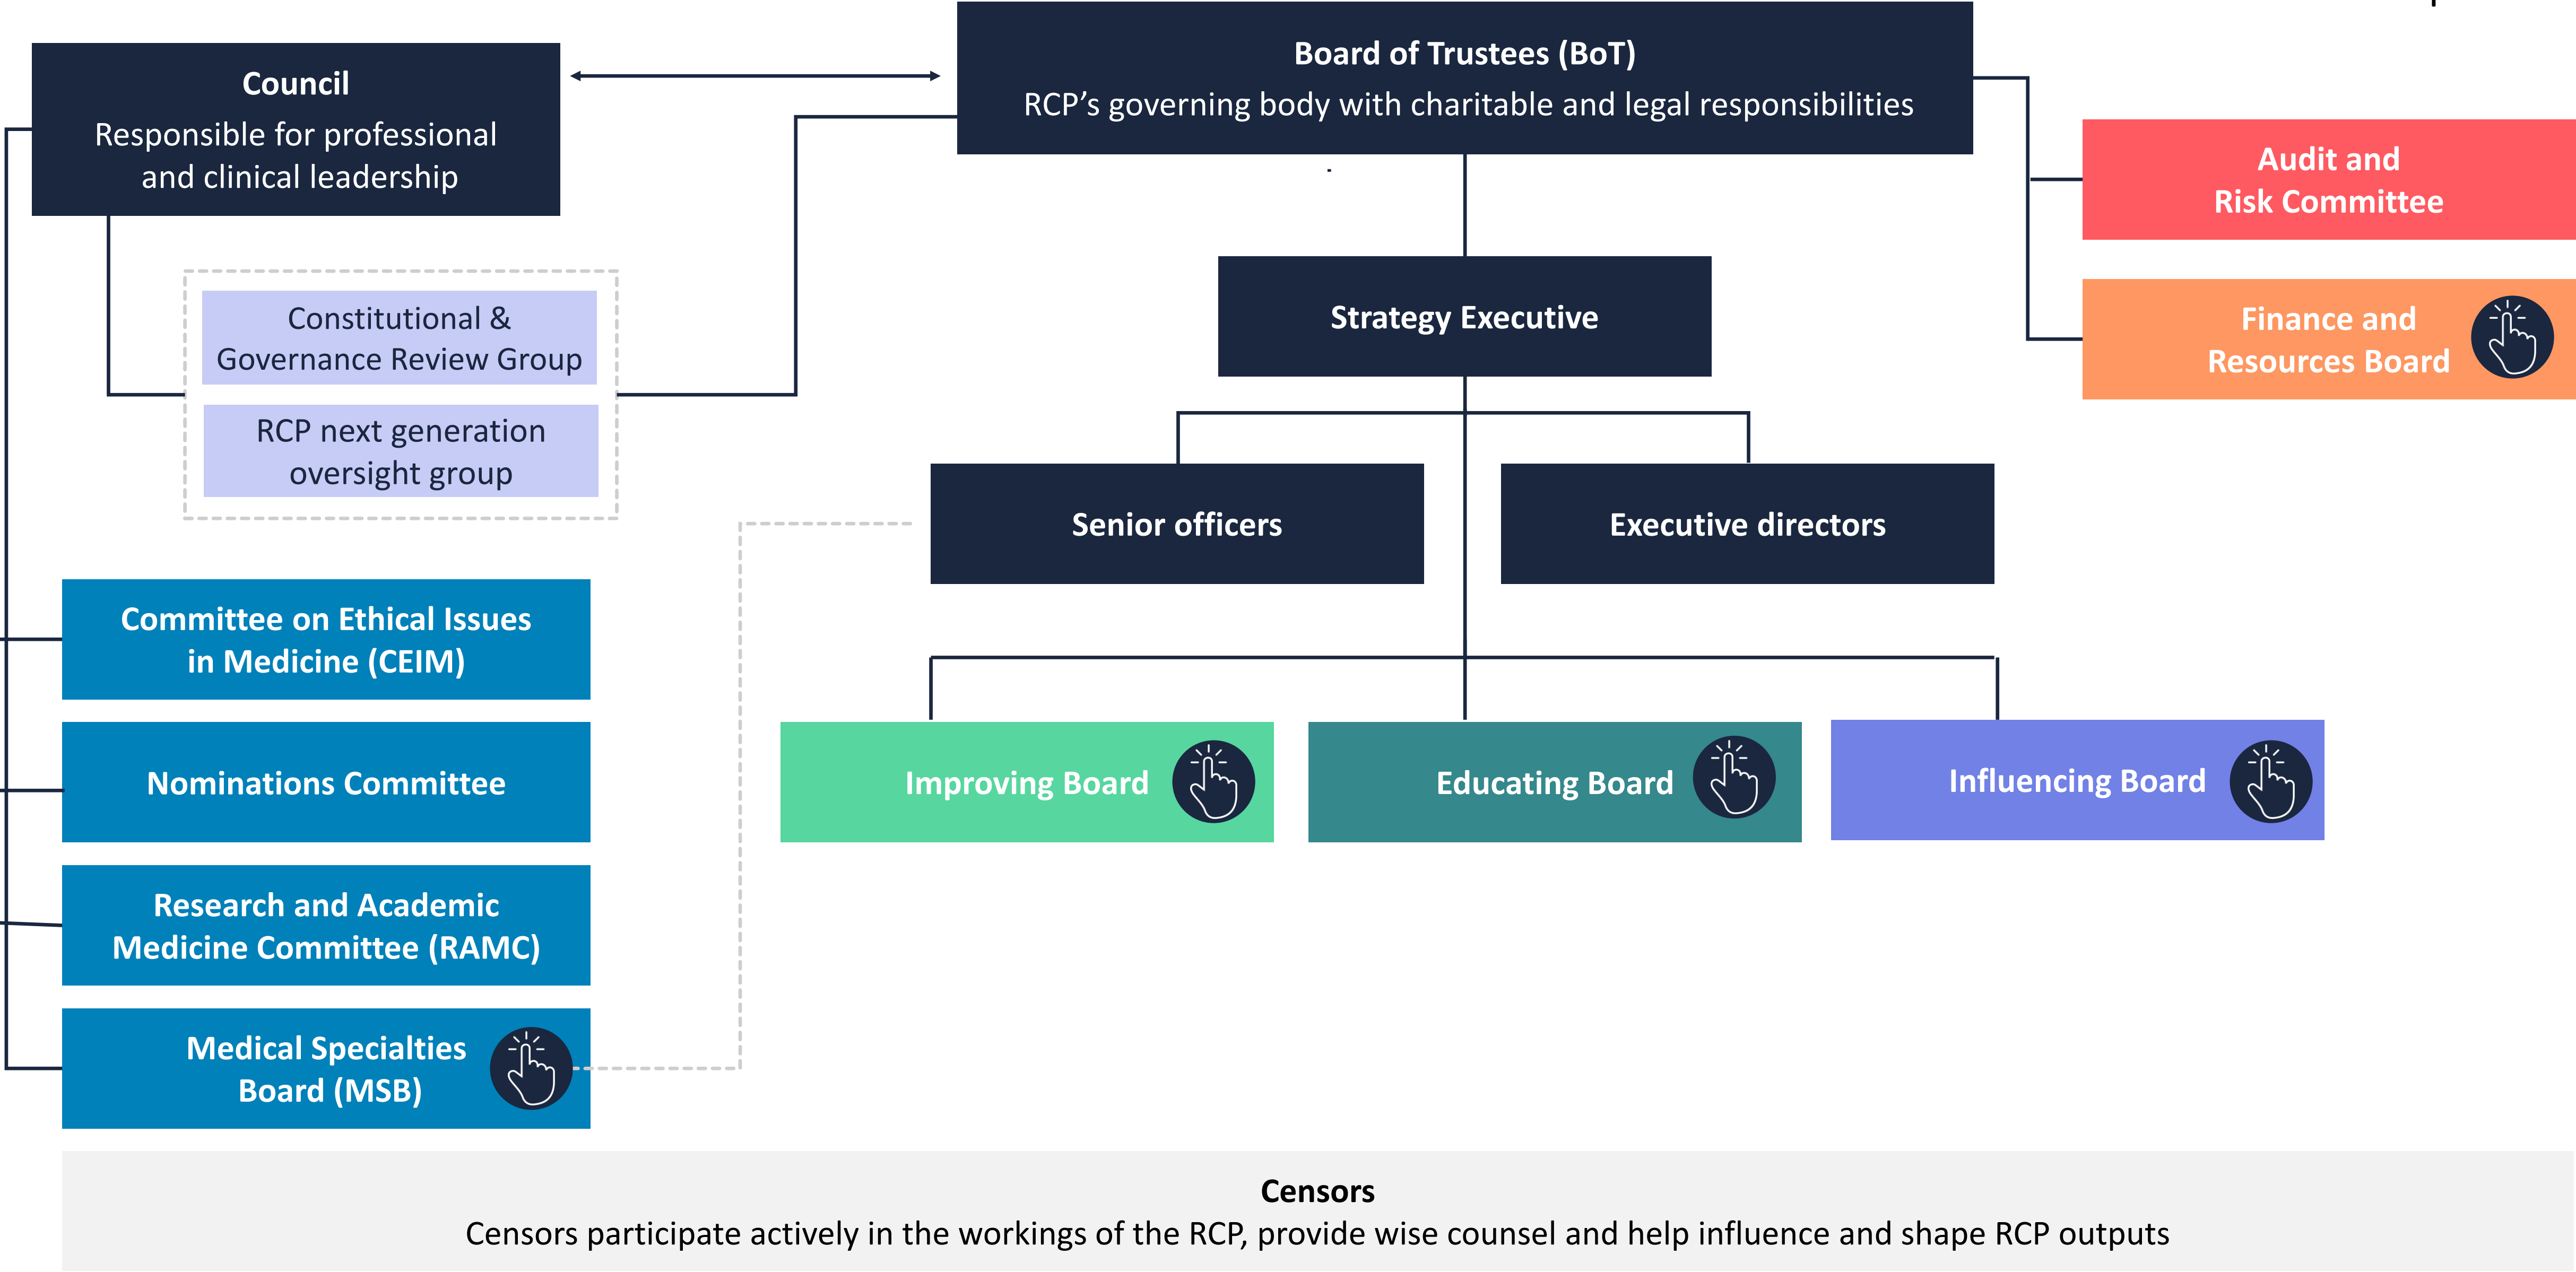 Council
Responsible for professional
and clinical leadership
Board of Trustees (BoT)
RCP’s governing body with charitable and legal responsibilities
Audit and
Risk Committee
Finance and
Resources Board
Constitutional &
Governance Review Group
RCP next generation
oversight group
Strategy Executive
Senior officers
Executive directors
Committee on Ethical Issues
in Medicine (CEIM)
Nominations Committee
Research and Academic
Medicine Committee (RAMC)
Medical Specialties
Board (MSB)
Improving Board
Educating Board
Influencing Board
Censors
Censors participate actively in the workings of the RCP, provide wise counsel and help influence and shape RCP outputs